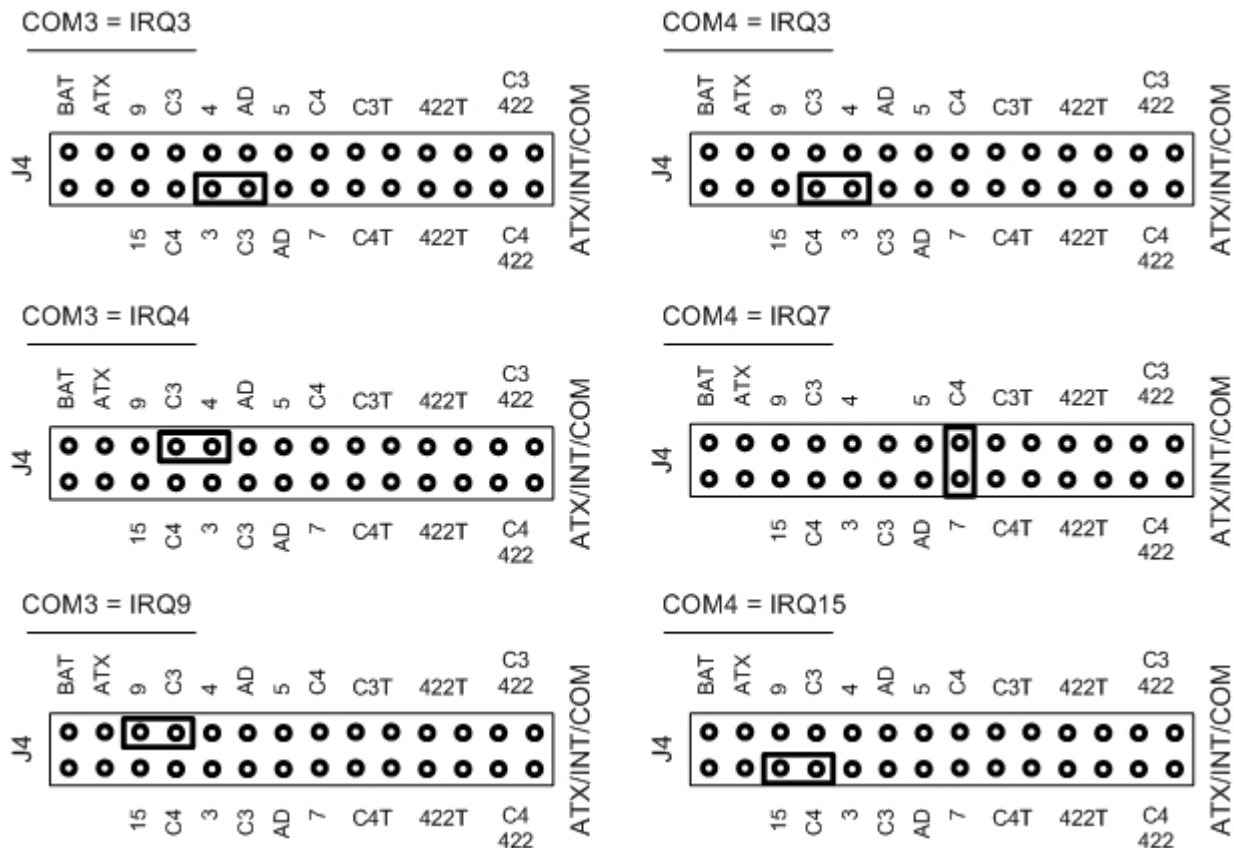 COM3 = IRQ3
BAT ATX 9 C3 4 AD 5 C4 C3T 422T C3 422
J4
ATX/INT/COM
15 C4 3 C3 AD 7 C4T 422T C4 422
COM4 = IRQ3
BAT ATX 9 C3 4 AD 5 C4 C3T 422T C3 422
J4
ATX/INT/COM
15 C4 3 C3 AD 7 C4T 422T C4 422
COM3 = IRQ4
BAT ATX 9 C3 4 AD 5 C4 C3T 422T C3 422
J4
ATX/INT/COM
15 C4 3 C3 AD 7 C4T 422T C4 422
COM4 = IRQ7
BAT ATX 9 C3 4 5 C4 C3T 422T C3 422
J4
ATX/INT/COM
15 C4 3 C3 AD 7 C4T 422T C4 422
COM3 = IRQ9
BAT ATX 9 C3 4 AD 5 C4 C3T 422T C3 422
J4
ATX/INT/COM
15 C4 3 C3 AD 7 C4T 422T C4 422
COM4 = IRQ15
BAT ATX 9 C3 4 AD 5 C4 C3T 422T C3 422
J4
ATX/INT/COM
15 C4 3 C3 AD 7 C4T 422T C4 422